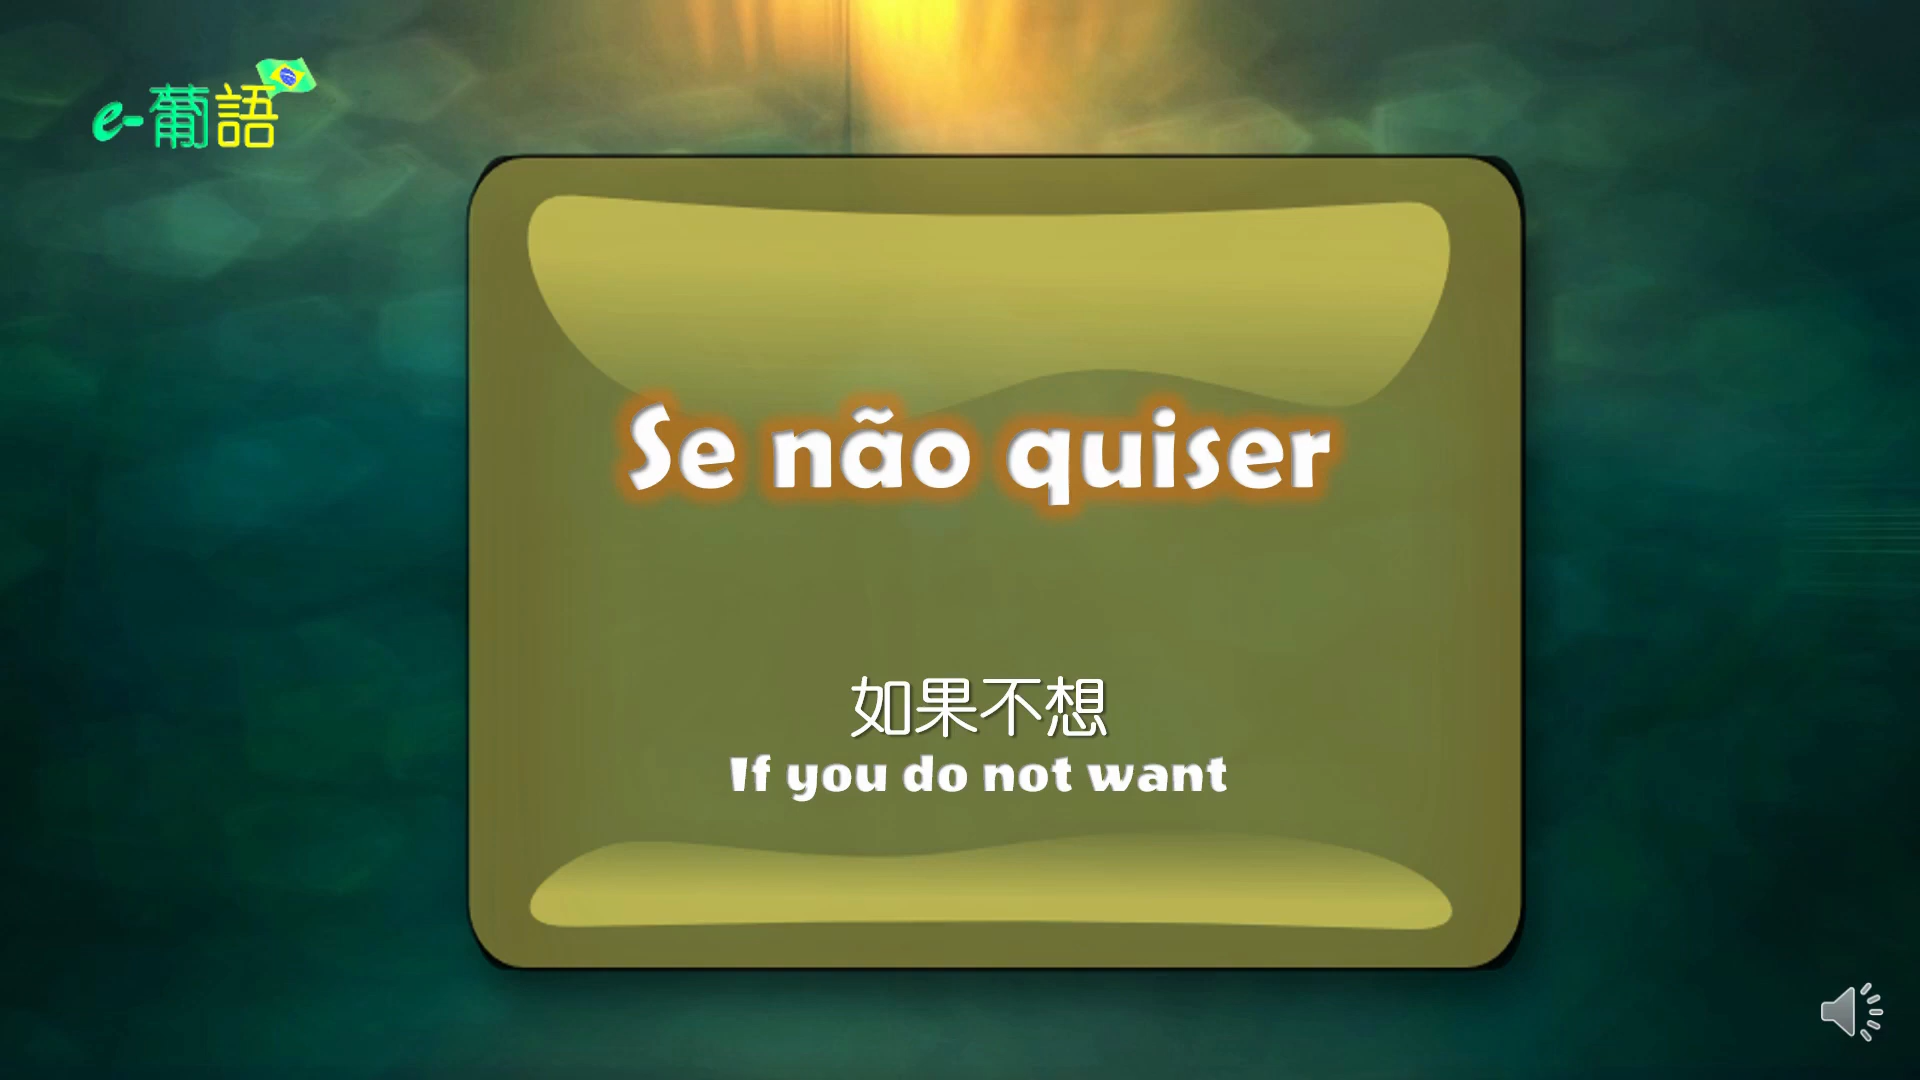 e-葡語
Se não quiser
如果不想
If you do not want